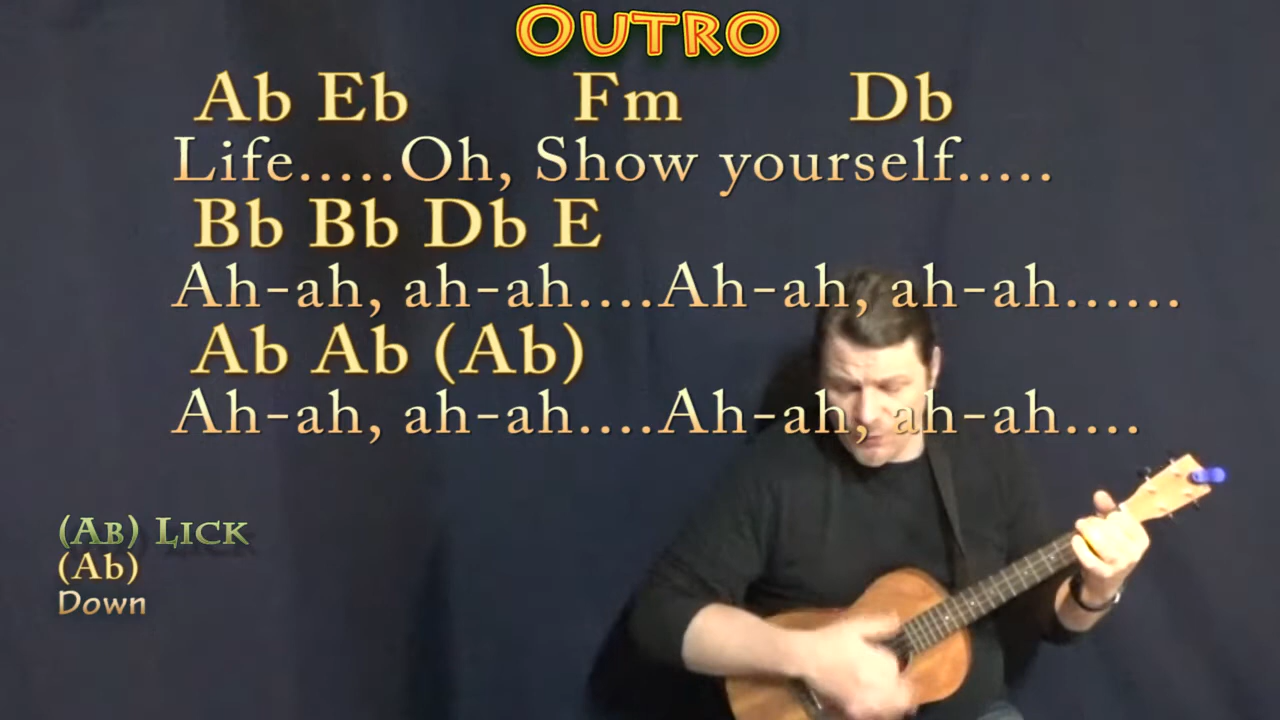 OUTRO
Ab Eb Fm Db
Life.....Oh, Show yourself.....
Bb Bb Db E
Ah-ah, ah-ah....Ah-ah, ah-ah......
Ab Ab (Ab)
Ah-ah, ah-ah....Ah-ah, ah-ah....
(AB) LICK
(Ab)
Down